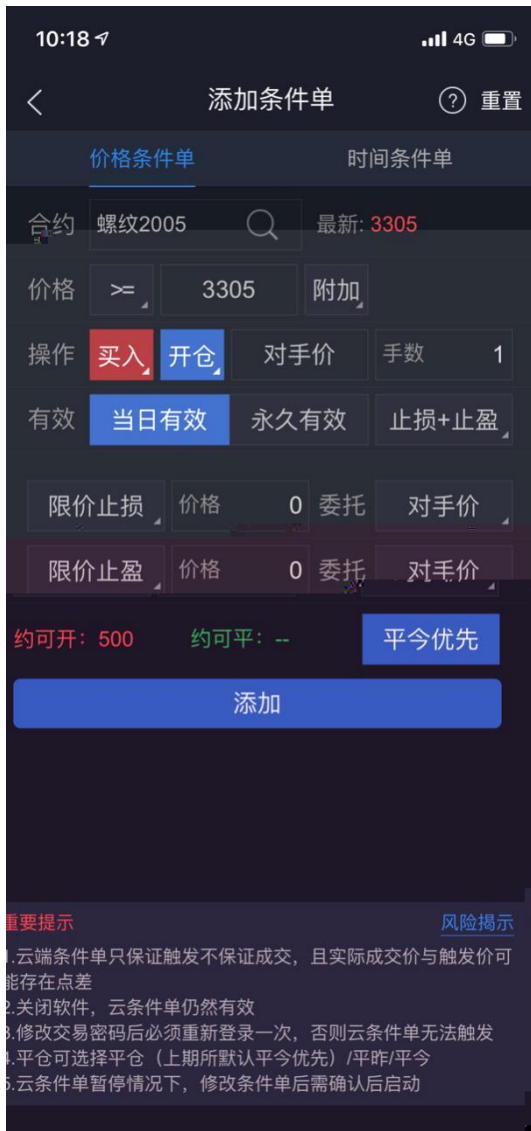 10:18 4G
添加条件单 ? 重置
价格条件单 时间条件单
合约 螺纹2005 最新: 3305
价格 >= 3305 附加
操作 买入 开仓 对手价 手数 1
有效 当日有效 永久有效 止损+止盈
限价止损 价格 0 委托 对手价
限价止盈 价格 0 委托 对手价
约可开: 500 约可平: -- 平今优先
添加
重要提示 风险揭示
1.云端条件单只保证触发不保证成交，且实际成交价与触发价可
能存在点差
2.关闭软件，云条件单仍然有效
3.修改交易密码后必须重新登录一次，否则云条件单无法触发
4.平仓可选择平仓（上期所默认平今优先）/平昨/平今
5.云条件单暂停情况下，修改条件单后需确认后启动